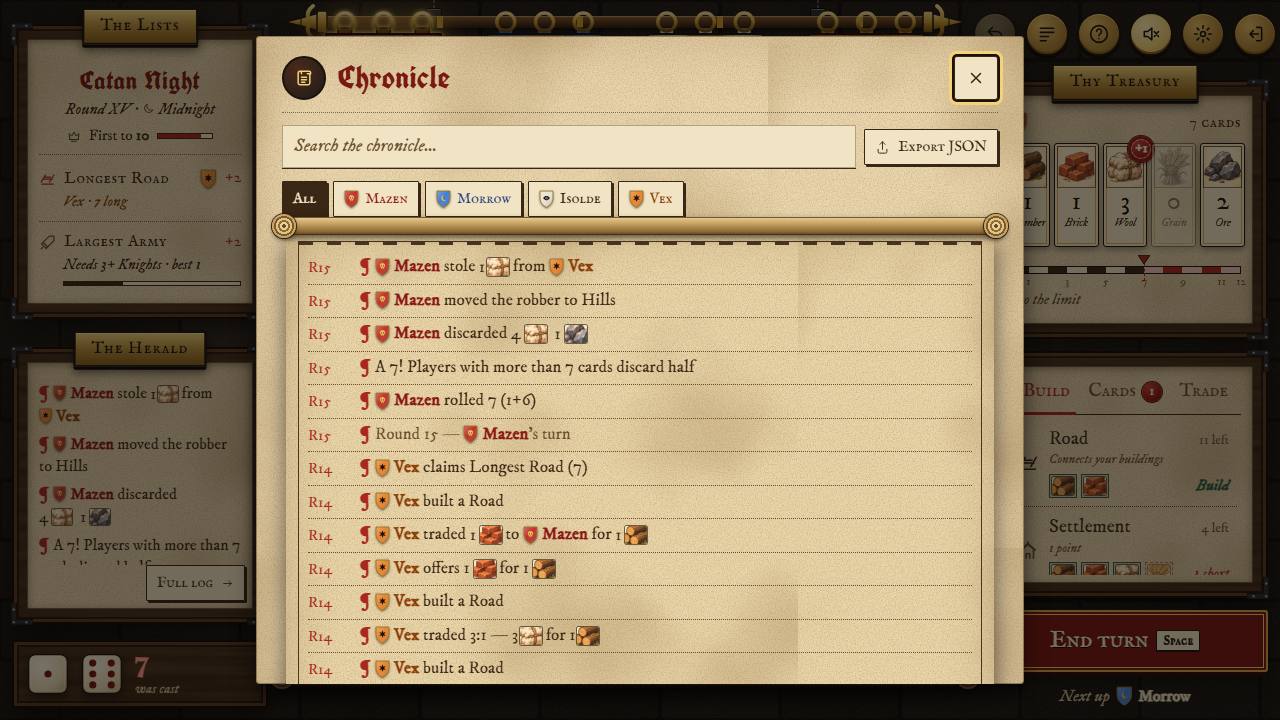 The Lists
Catan Night
Round XV · Midnight
First to 10
Longest Road +2
Vex · 7 long
Largest Army +2
Needs 3+ Knights · best 1
The Herald
Mazen stole 1 from
Vex
Mazen moved the robber
to Hills
Mazen discarded
4 1
A 7! Players with more than 7
Full log →
7
was cast
Chronicle
Search the chronicle...
Export JSON
All
Mazen
Morrow
Isolde
Vex
R15 ¶ Mazen stole 1 from Vex
R15 ¶ Mazen moved the robber to Hills
R15 ¶ Mazen discarded 4 1
R15 ¶ A 7! Players with more than 7 cards discard half
R15 ¶ Mazen rolled 7 (1+6)
R15 ¶ Round 15 — Mazen's turn
R14 ¶ Vex claims Longest Road (7)
R14 ¶ Vex built a Road
R14 ¶ Vex traded 1 to Mazen for 1
R14 ¶ Vex offers 1 for 1
R14 ¶ Vex built a Road
R14 ¶ Vex traded 3:1 — 3 for 1
R14 ¶ Vex built a Road
Thy Treasury
7 cards
+1
1 3 0 2
Brick Wool Grain Ore
1 3 5 7 9 11 12
o the limit
Build Cards 1 Trade
Road 11 left
Connects your buildings
Build
Settlement 4 left
1 point
End turn Space
Next up Morrow